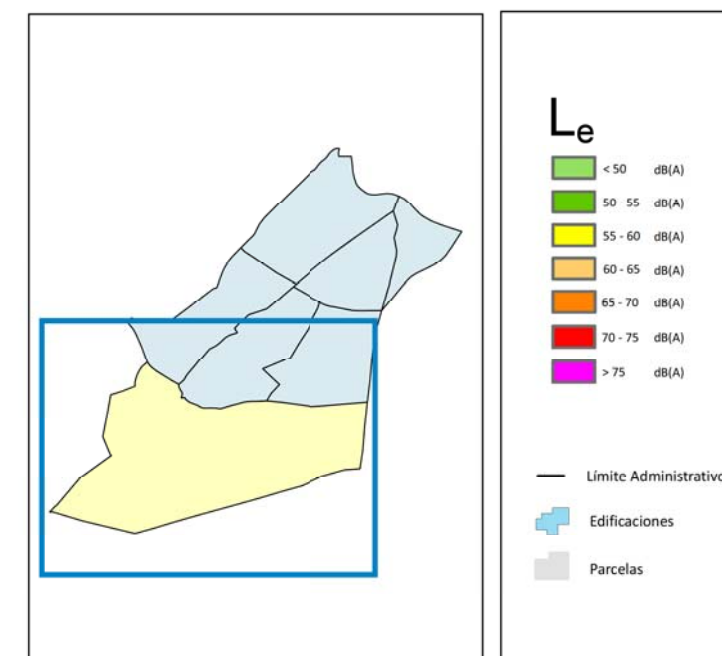 Le
< 50 dB(A)
50 55 dB(A)
55 - 60 dB(A)
60 - 65 dB(A)
65 - 70 dB(A)
70 - 75 dB(A)
> 75 dB(A)
Límite Administrativo
Edificaciones
Parcelas